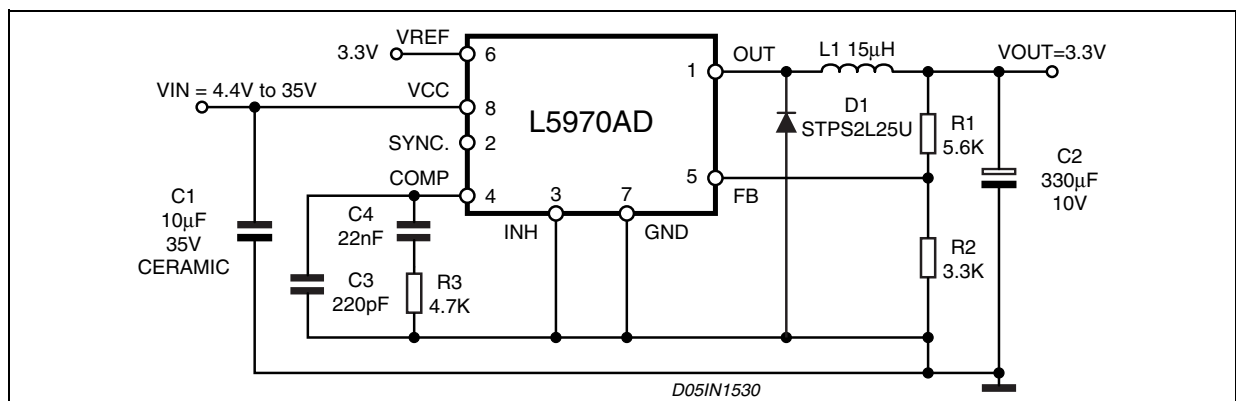 VREF
3.3V
6
VIN = 4.4V to 35V
VCC
8
SYNC.
2
COMP
4
L5970AD
1
OUT
L1 15µH
VOUT=3.3V
D1
STPS2L25U
R1
5.6K
5
FB
C2
330µF
10V
3
INH
7
GND
C1
10µF
35V
CERAMIC
C4
22nF
C3
220pF
R3
4.7K
R2
3.3K
D05IN1530